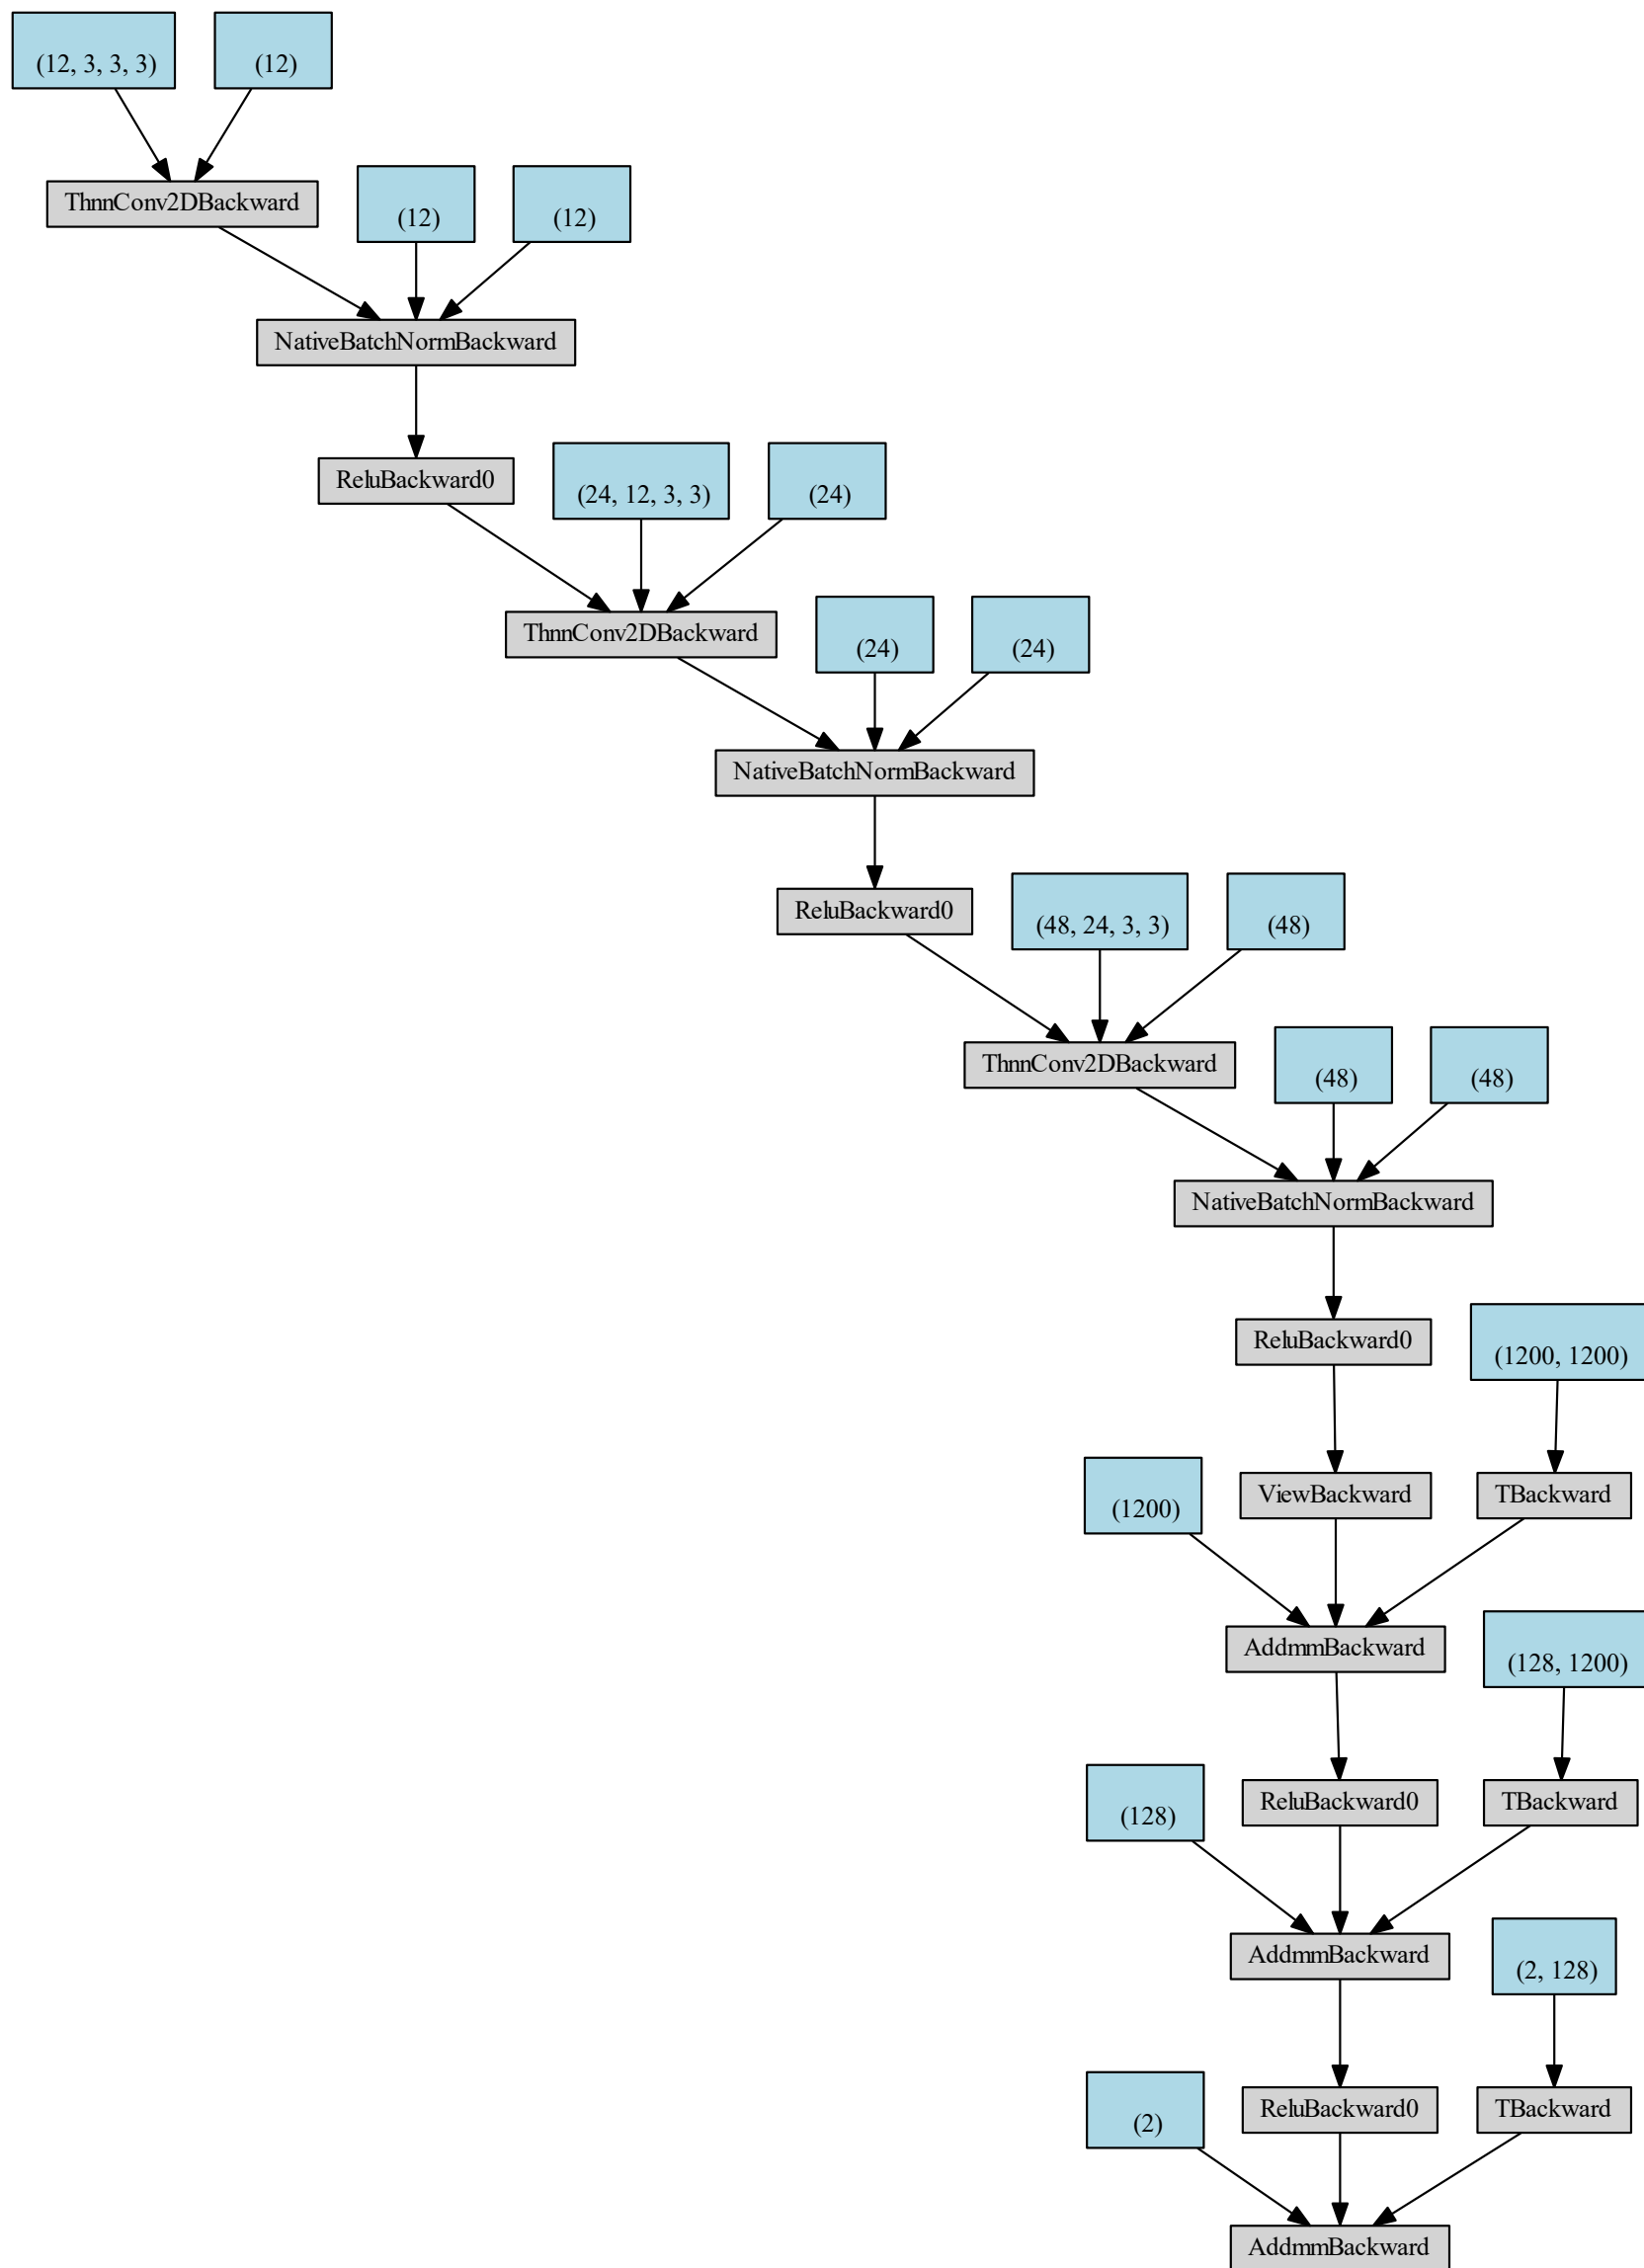 (12, 3, 3, 3)
(12)
ThnnConv2DBackward
(12)
(12)
NativeBatchNormBackward
ReluBackward0
(24, 12, 3, 3)
(24)
ThnnConv2DBackward
(24)
(24)
NativeBatchNormBackward
ReluBackward0
(48, 24, 3, 3)
(48)
ThnnConv2DBackward
(48)
(48)
NativeBatchNormBackward
ReluBackward0
(1200, 1200)
(1200)
ViewBackward
TBackward
AddmmBackward
(128, 1200)
(128)
ReluBackward0
TBackward
AddmmBackward
(2, 128)
(2)
ReluBackward0
TBackward
AddmmBackward